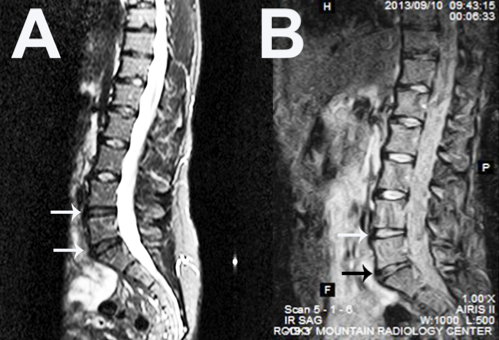 A
B
H
2013/09/10 09:43:15
00:06:33
P
F
1.00°X
Scan 5 - 1 - 6
AIRIS II
IR SAG
W:1000 L:500
ROCKY MOUNTAIN RADIOLOGY CENTER